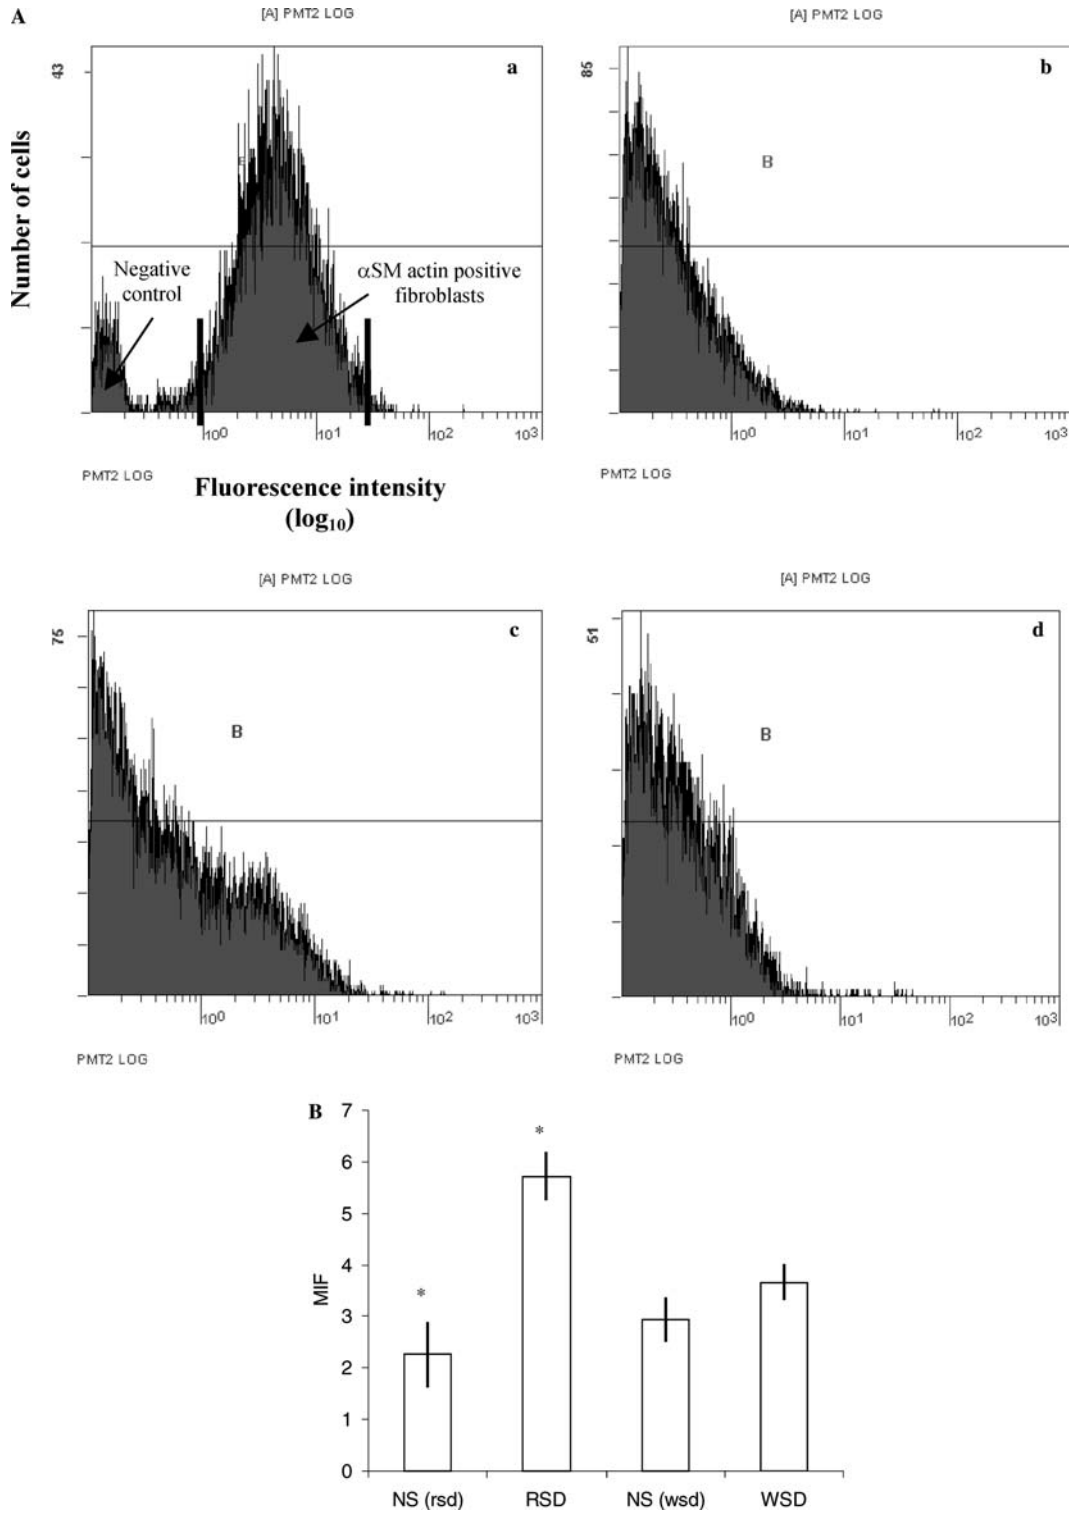 A
[A] PMT2 LOG
43
a
Number of cells
E
Negative
control
αSM actin positive
fibroblasts
10⁰ 10¹ 10² 10³
PMT2 LOG
Fluorescence intensity
(log₁₀)
[A] PMT2 LOG
85
b
B
10⁰ 10¹ 10² 10³
PMT2 LOG
[A] PMT2 LOG
75
c
B
10⁰ 10¹ 10² 10³
PMT2 LOG
[A] PMT2 LOG
51
d
B
10⁰ 10¹ 10² 10³
PMT2 LOG
B
7
6
5
4
3
2
1
0
MIF
*
*
NS (rsd) RSD NS (wsd) WSD